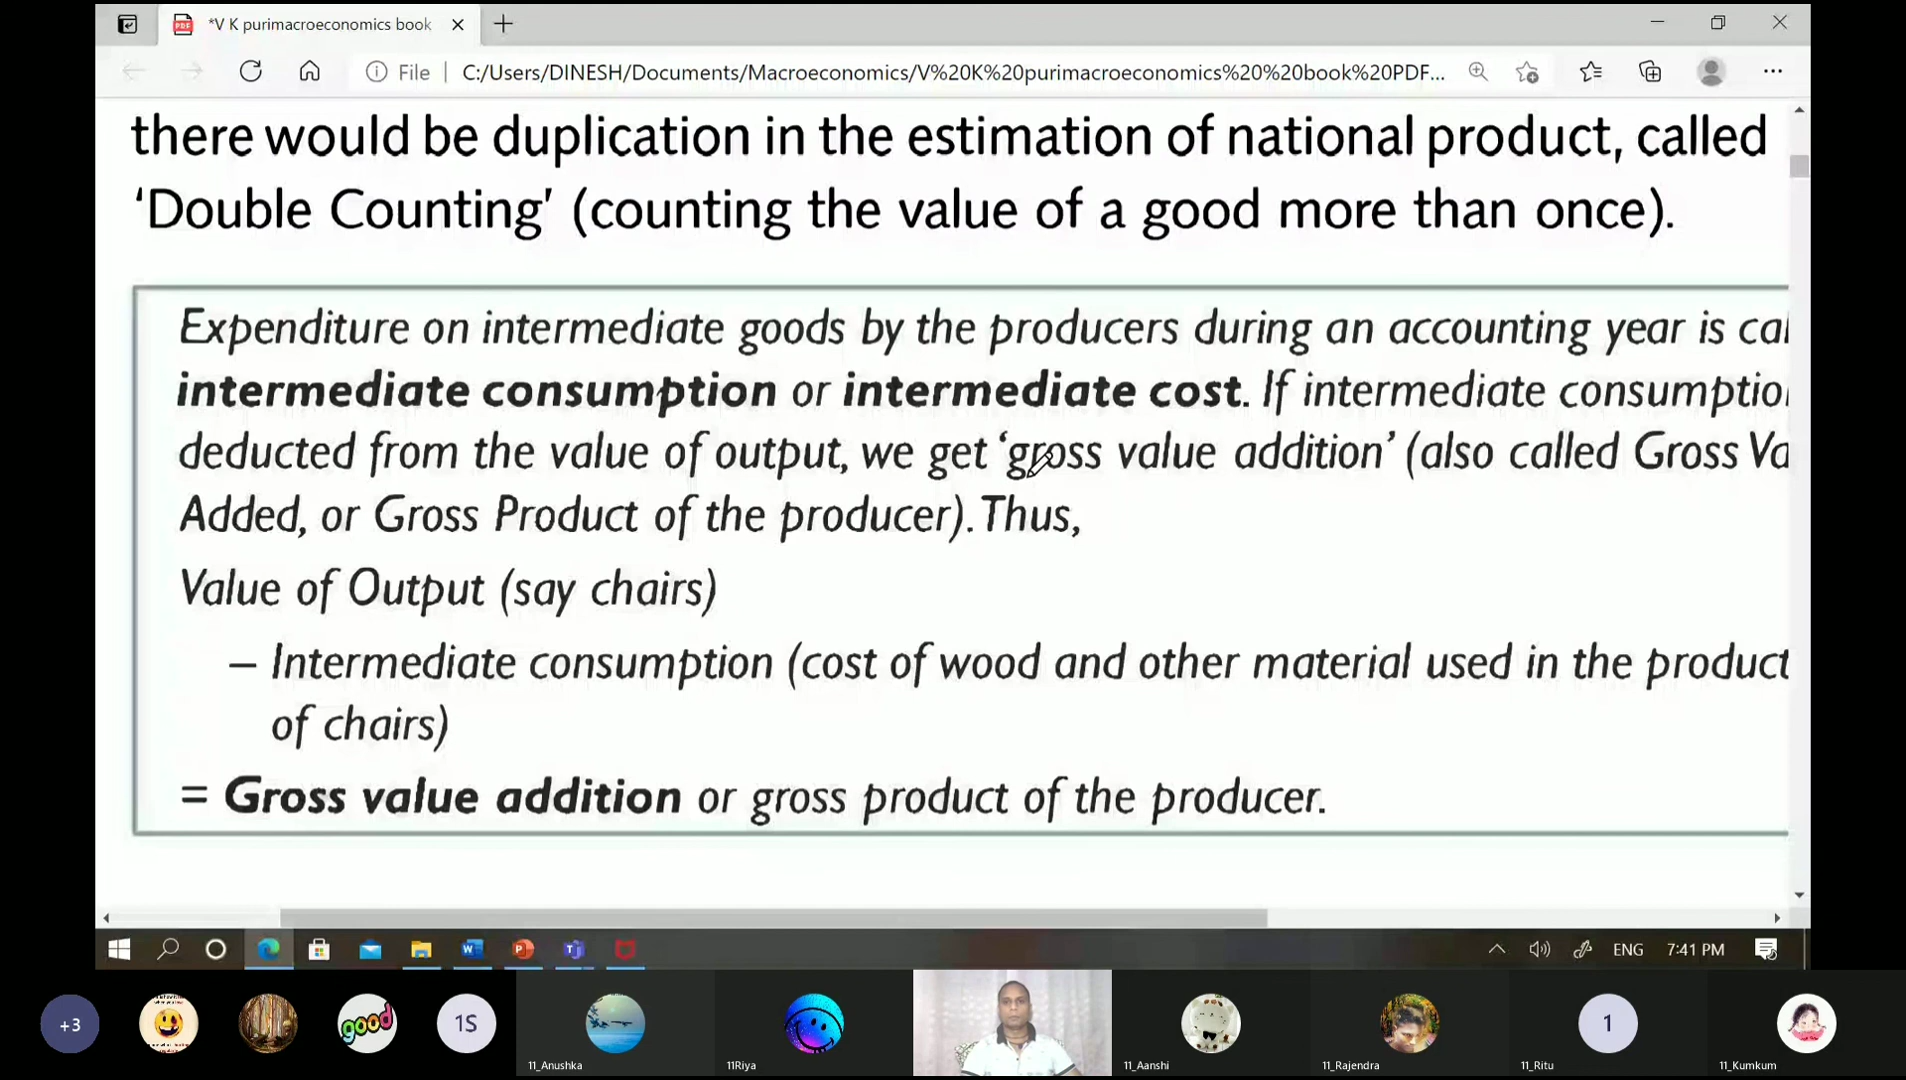 *V K purimacroeconomics book
File
C:/Users/DINESH/Documents/Macroeconomics/V%20K%20purimacroeconomics%20%20book%20PDF...
there would be duplication in the estimation of national product, called
‘Double Counting’ (counting the value of a good more than once).
Expenditure on intermediate goods by the producers during an accounting year is cal
intermediate consumption or intermediate cost. If intermediate consumptio
deducted from the value of output, we get ‘gross value addition’ (also called Gross Va
Added, or Gross Product of the producer). Thus,
Value of Output (say chairs)
– Intermediate consumption (cost of wood and other material used in the product
of chairs)
= Gross value addition or gross product of the producer.
ENG 7:41 PM
+3
good
1S
1
11_Anushka
11Riya
11_Aanshi
11_Rajendra
11_Ritu
11_Kumkum